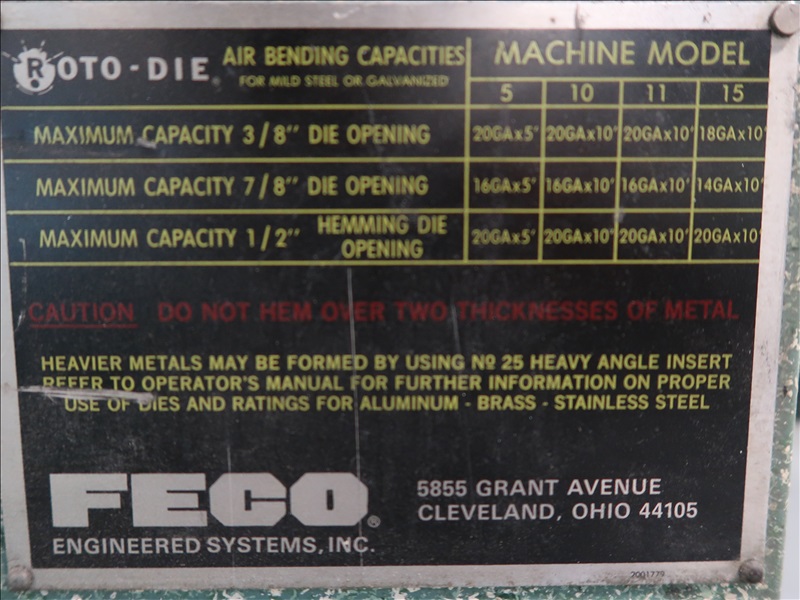 ROTO-DIE® AIR BENDING CAPACITIES MACHINE MODEL
FOR MILD STEEL OR GALVANIZED 5 10 11 15
MAXIMUM CAPACITY 3/8" DIE OPENING 20GAx5' 20GAx10' 20GAx10' 18GAx10'
MAXIMUM CAPACITY 7/8" DIE OPENING 16GAx5' 16GAx10' 16GAx10' 14GAx10'
MAXIMUM CAPACITY 1/2" HEMMING DIE OPENING 20GAx5' 20GAx10' 20GAx10' 20GAx10'
CAUTION DO NOT HEM OVER TWO THICKNESSES OF METAL
HEAVIER METALS MAY BE FORMED BY USING Nº 25 HEAVY ANGLE INSERT
REFER TO OPERATOR'S MANUAL FOR FURTHER INFORMATION ON PROPER
USE OF DIES AND RATINGS FOR ALUMINUM - BRASS - STAINLESS STEEL
FECO®
ENGINEERED SYSTEMS, INC.
5855 GRANT AVENUE
CLEVELAND, OHIO 44105